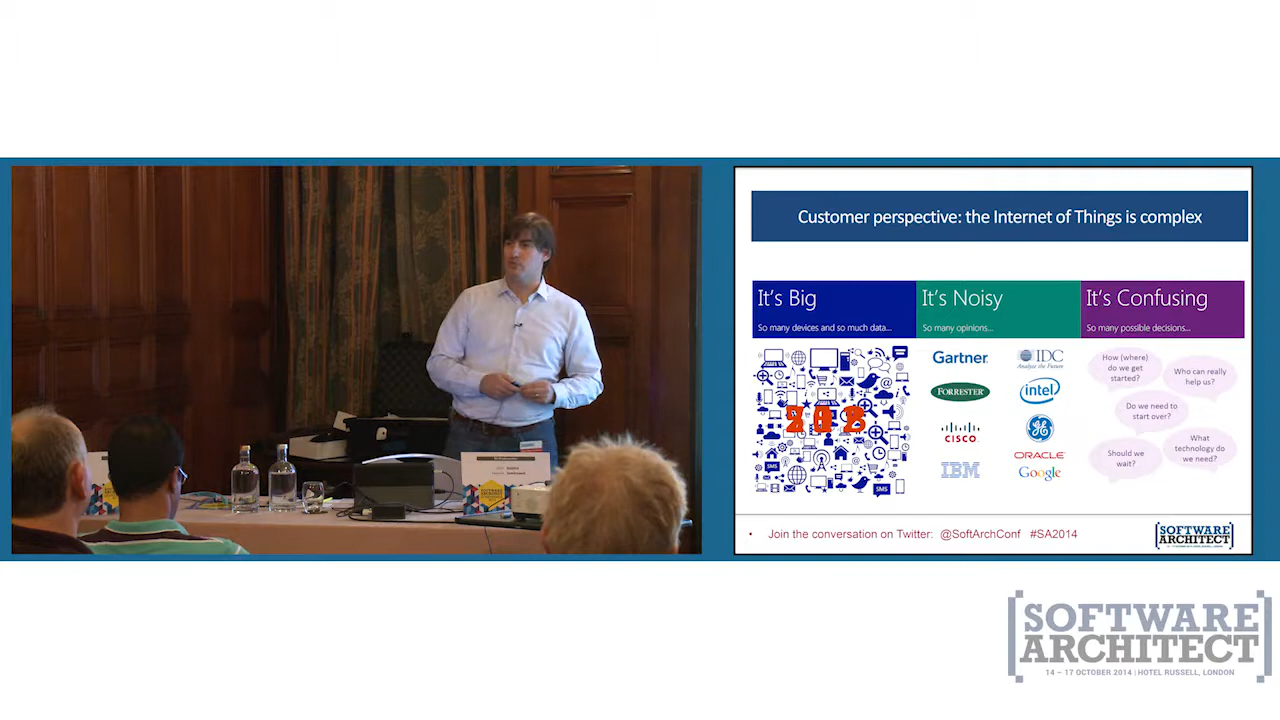 Customer perspective: the Internet of Things is complex
It's Big
So many devices and so much data...
It's Noisy
So many opinions...
It's Confusing
So many possible decisions...
SMS
SMS
Gartner
IDC
Analyze the Future
FORRESTER
intel
CISCO
IBM
ORACLE
Google
How (where)
do we get
started?
Who can really
help us?
Do we need to
start over?
Should we
wait?
What
technology do
we need?
• Join the conversation on Twitter: @SoftArchConf #SA2014
[SOFTWARE
ARCHITECT]
SOFTWARE
ARCHITECT
[SOFTWARE
ARCHITECT]
14 – 17 OCTOBER 2014 | HOTEL RUSSELL, LONDON